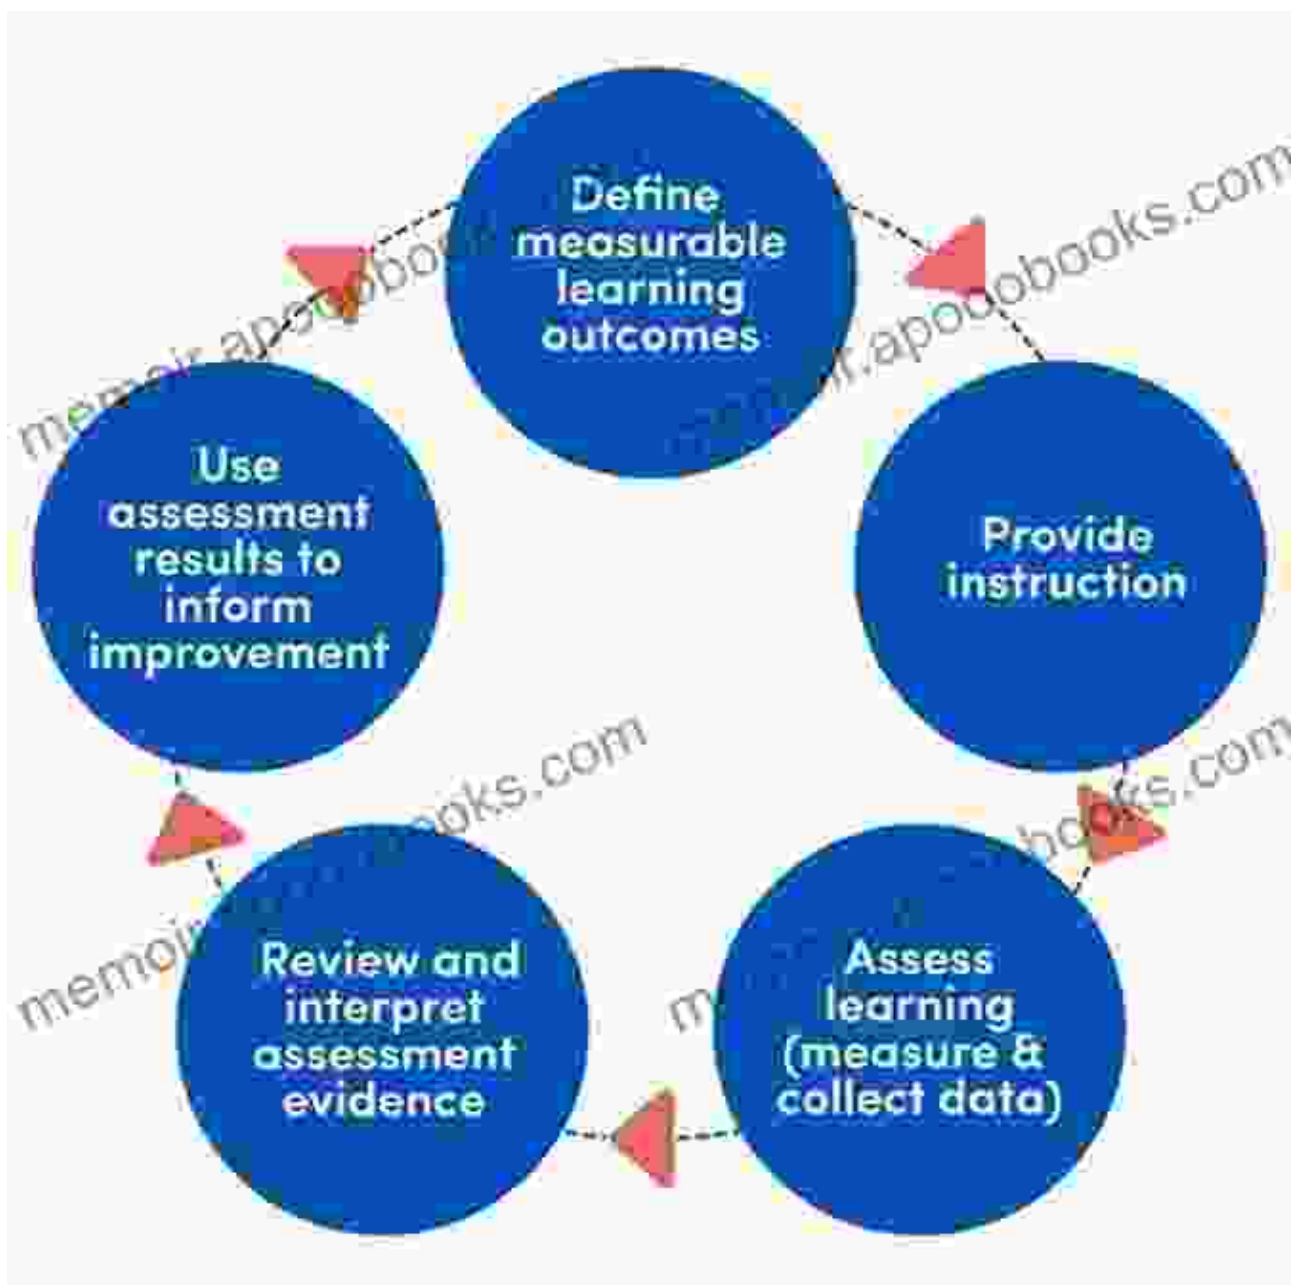 Define
measurable
learning
outcomes
Provide
instruction
Assess
learning
(measure &
collect data)
Review and
interpret
assessment
evidence
Use
assessment
results to
inform
improvement